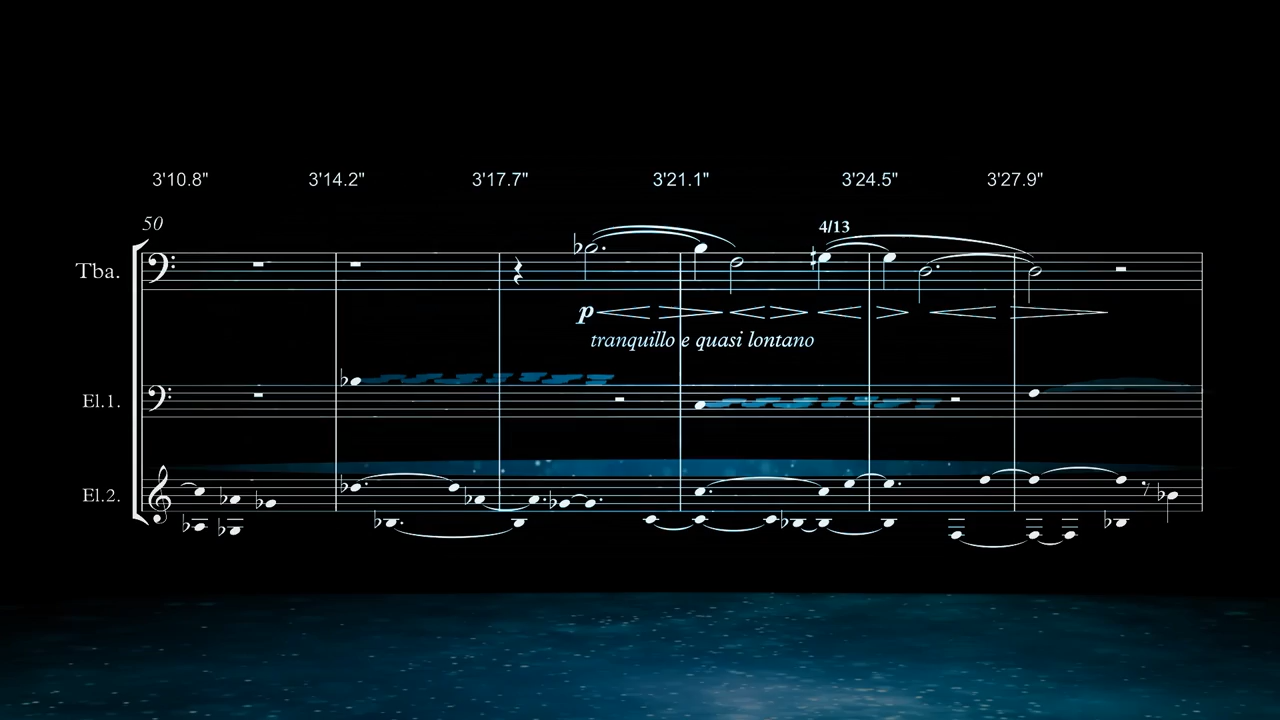 3'10.8" 3'14.2" 3'17.7" 3'21.1" 3'24.5" 3'27.9"
50
4/13
Tba.
p
tranquillo e quasi lontano
El.1.
El.2.